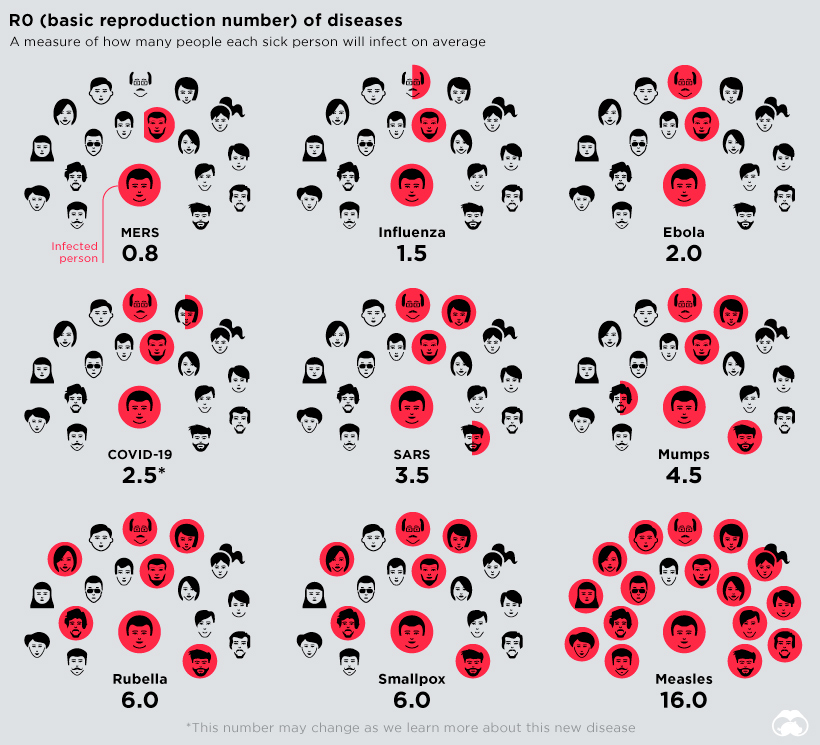 R0 (basic reproduction number) of diseases
A measure of how many people each sick person will infect on average
Infected
person
MERS
0.8
Influenza
1.5
Ebola
2.0
COVID-19
2.5*
SARS
3.5
Mumps
4.5
Rubella
6.0
Smallpox
6.0
Measles
16.0
*This number may change as we learn more about this new disease